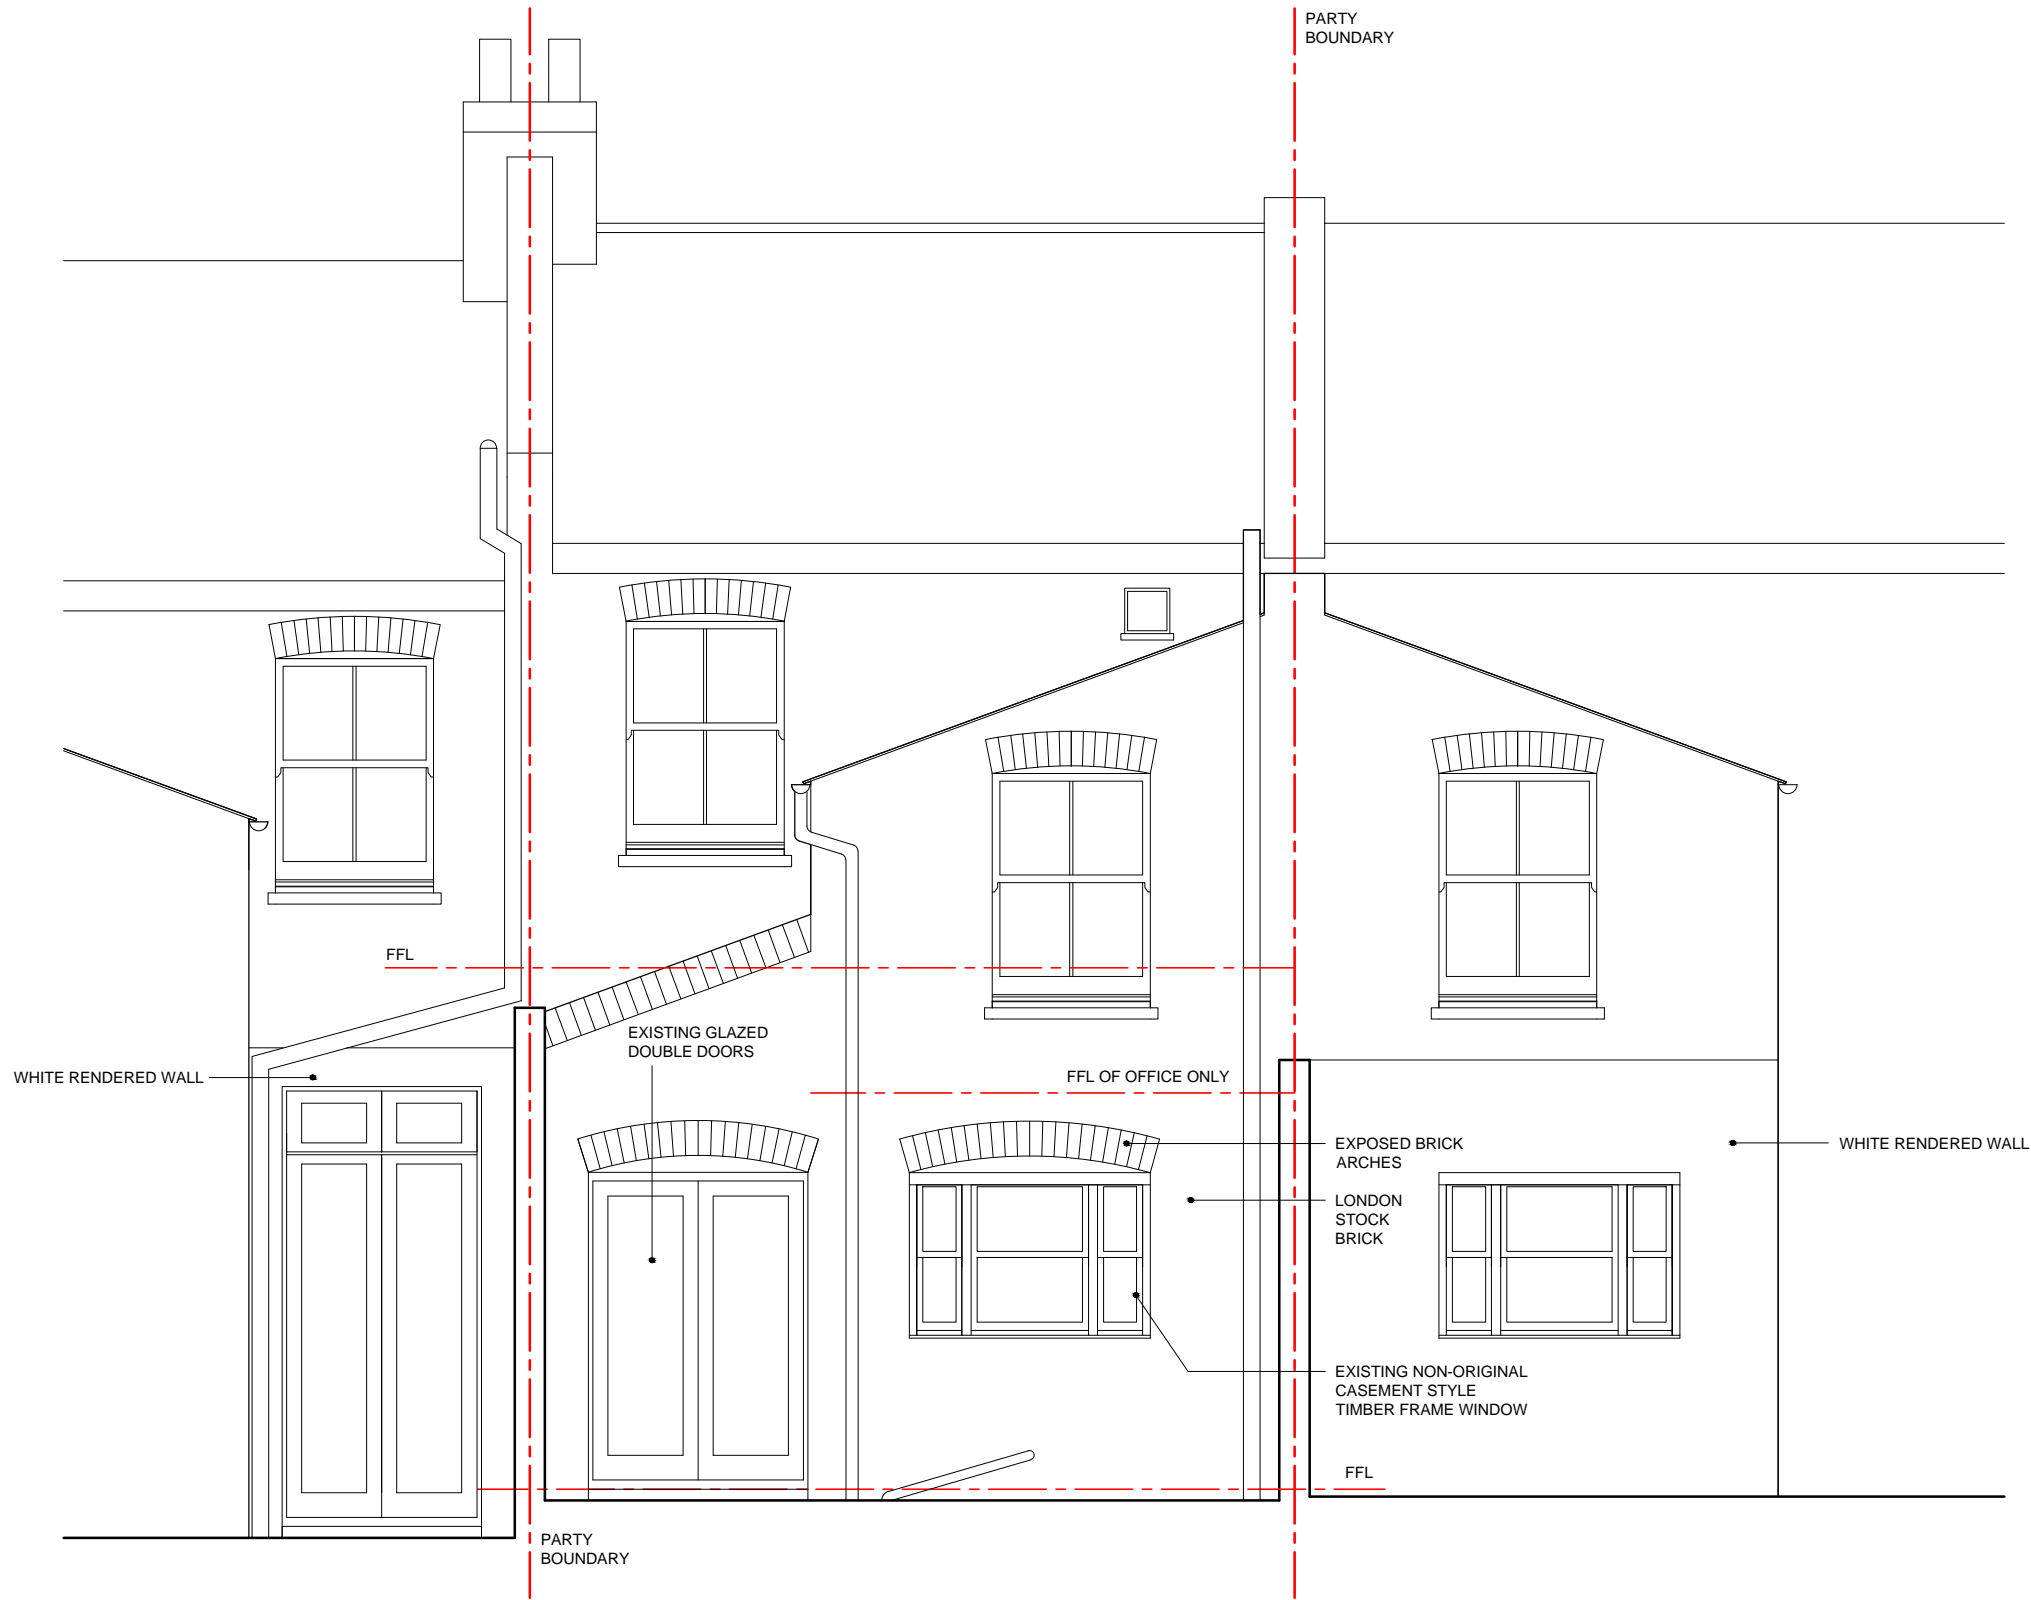 PARTY
BOUNDARY
FFL
EXISTING GLAZED
DOUBLE DOORS
WHITE RENDERED WALL
FFL OF OFFICE ONLY
EXPOSED BRICK
ARCHES
WHITE RENDERED WALL
LONDON
STOCK
BRICK
EXISTING NON-ORIGINAL
CASEMENT STYLE
TIMBER FRAME WINDOW
FFL
PARTY
BOUNDARY